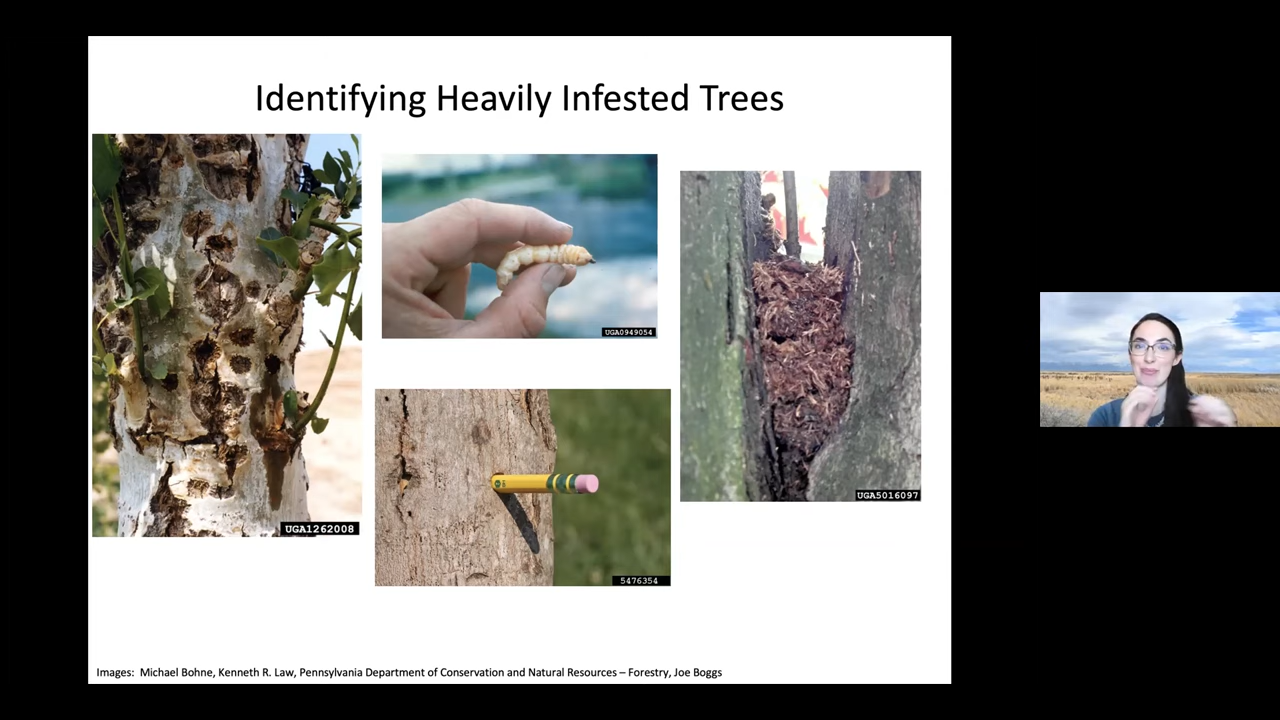 Identifying Heavily Infested Trees
UGA1262008
UGA0949054
5476354
UGA5016097
Images: Michael Bohne, Kenneth R. Law, Pennsylvania Department of Conservation and Natural Resources – Forestry, Joe Boggs